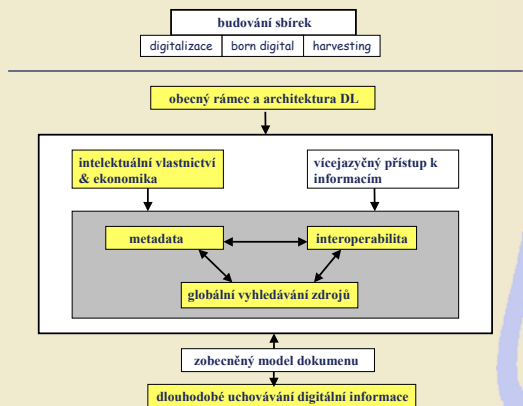 budování sbírek
digitalizace born digital harvesting
obecný rámec a architektura DL
intelektuální vlastnictví
& ekonomika
vícejazyčný přístup k
informacím
metadata
interoperabilita
globální vyhledávání zdrojů
zobecněný model dokumenu
dlouhodobé uchovávání digitální informace